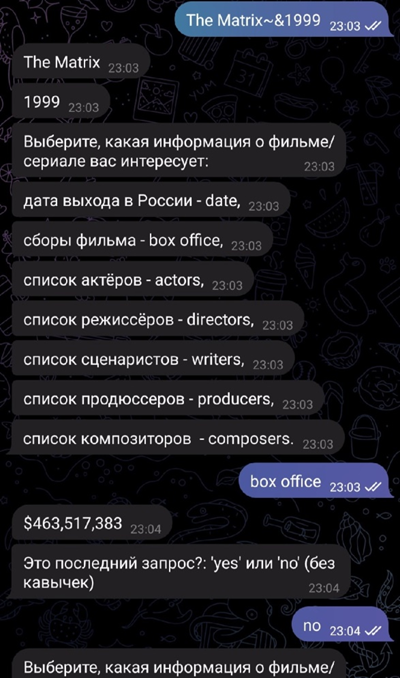 The Matrix~&1999 23:03
The Matrix 23:03
1999 23:03
Выберите, какая информация о фильме/
сериале вас интересует: 23:03
дата выхода в России - date, 23:03
сборы фильма - box office, 23:03
список актёров - actors, 23:03
список режиссёров - directors, 23:03
список сценаристов - writers, 23:03
список продюссеров - producers, 23:03
список композиторов - composers. 23:03
box office 23:03
$463,517,383 23:04
Это последний запрос?: 'yes' или 'no' (без
кавычек) 23:04
no 23:04
Выберите, какая информация о фильме/